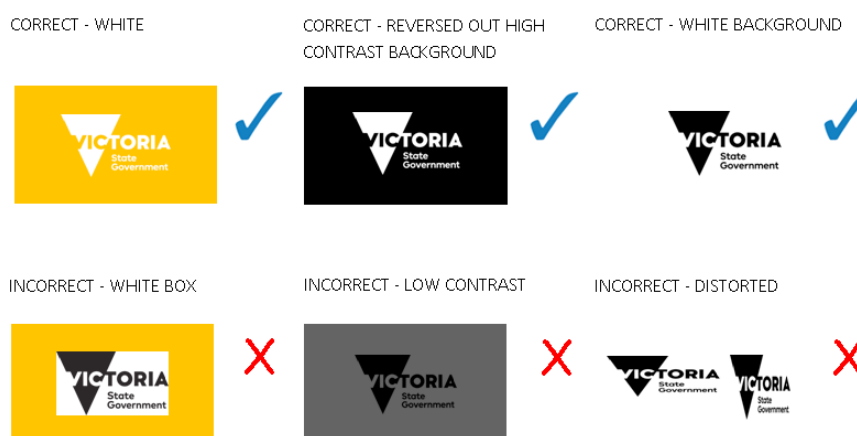 CORRECT - WHITE
CORRECT - REVERSED OUT HIGH
CONTRAST BACKGROUND
CORRECT - WHITE BACKGROUND
VICTORIA
State
Government
VICTORIA
State
Government
VICTORIA
State
Government
INCORRECT - WHITE BOX
INCORRECT - LOW CONTRAST
INCORRECT - DISTORTED
VICTORIA
State
Government
VICTORIA
State
Government
VICTORIA
State
Government
VICTORIA
State
Government